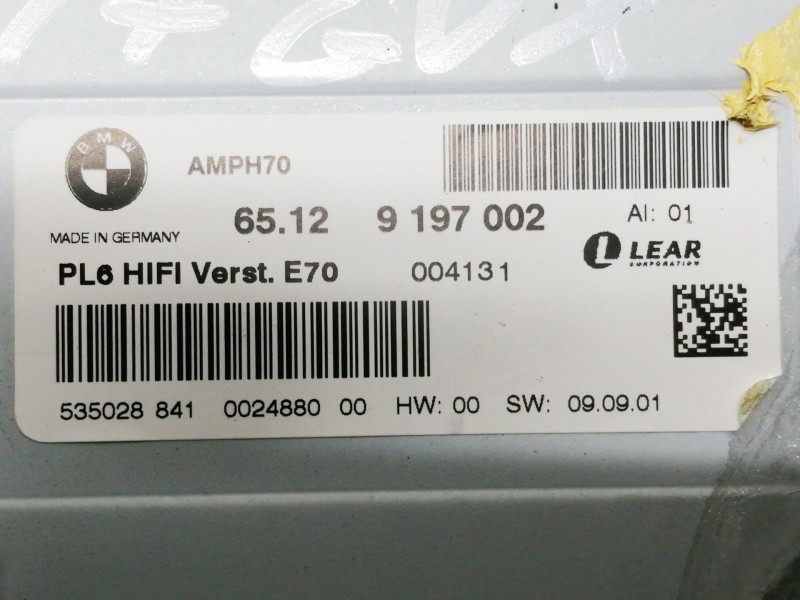 BMW
AMPH70
65.12 9 197 002
AI: 01
MADE IN GERMANY
LEAR
CORPORATION
PL6 HIFI Verst. E70 004131
535028 841 0024880 00 HW: 00 SW: 09.09.01